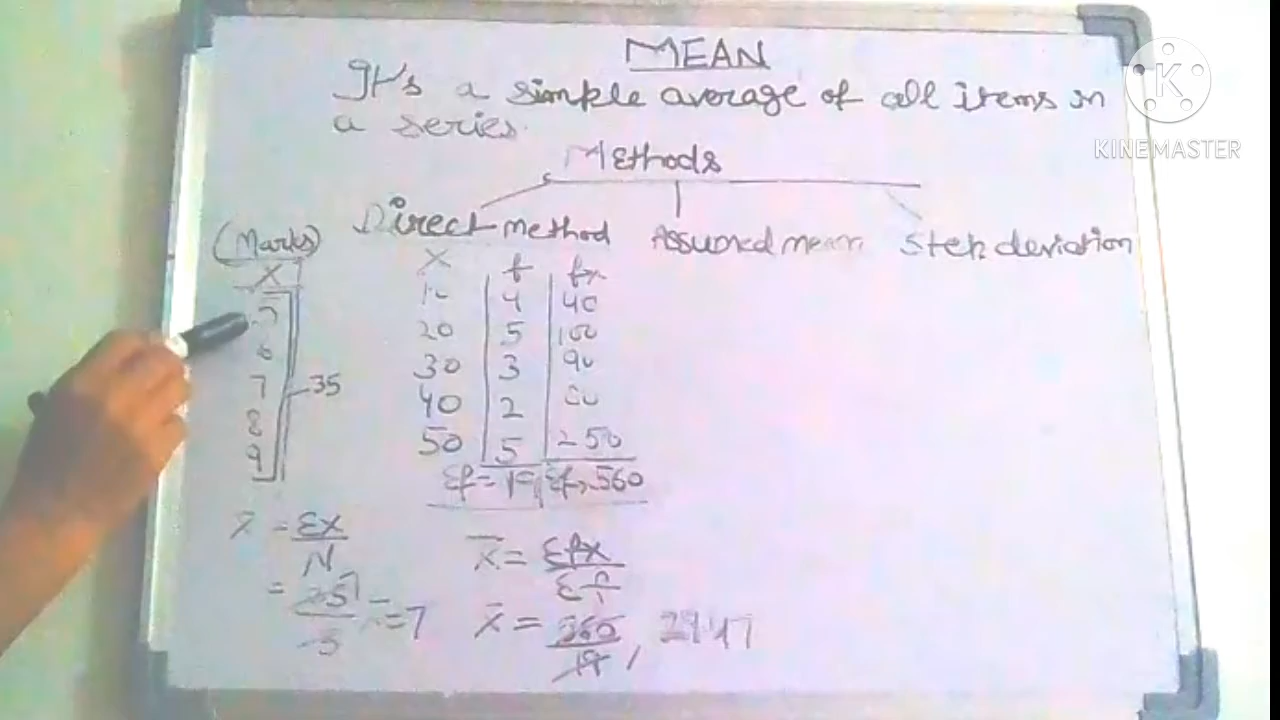 MEAN
It's a simple average of all items in
a series.
Methods
Direct method Assumed mean Step deviation
(Marks)
X
5
6
7
8
9
35
X f fx
10 4 40
20 5 100
30 3 90
40 2 80
50 5 250
Σf = 19 Σfx 560
X̄ = ΣX/N
= 35/5 X̄ = 7
X̄ = Σfx/Σf
X̄ = 560/19, 29.47
K
KINEMASTER